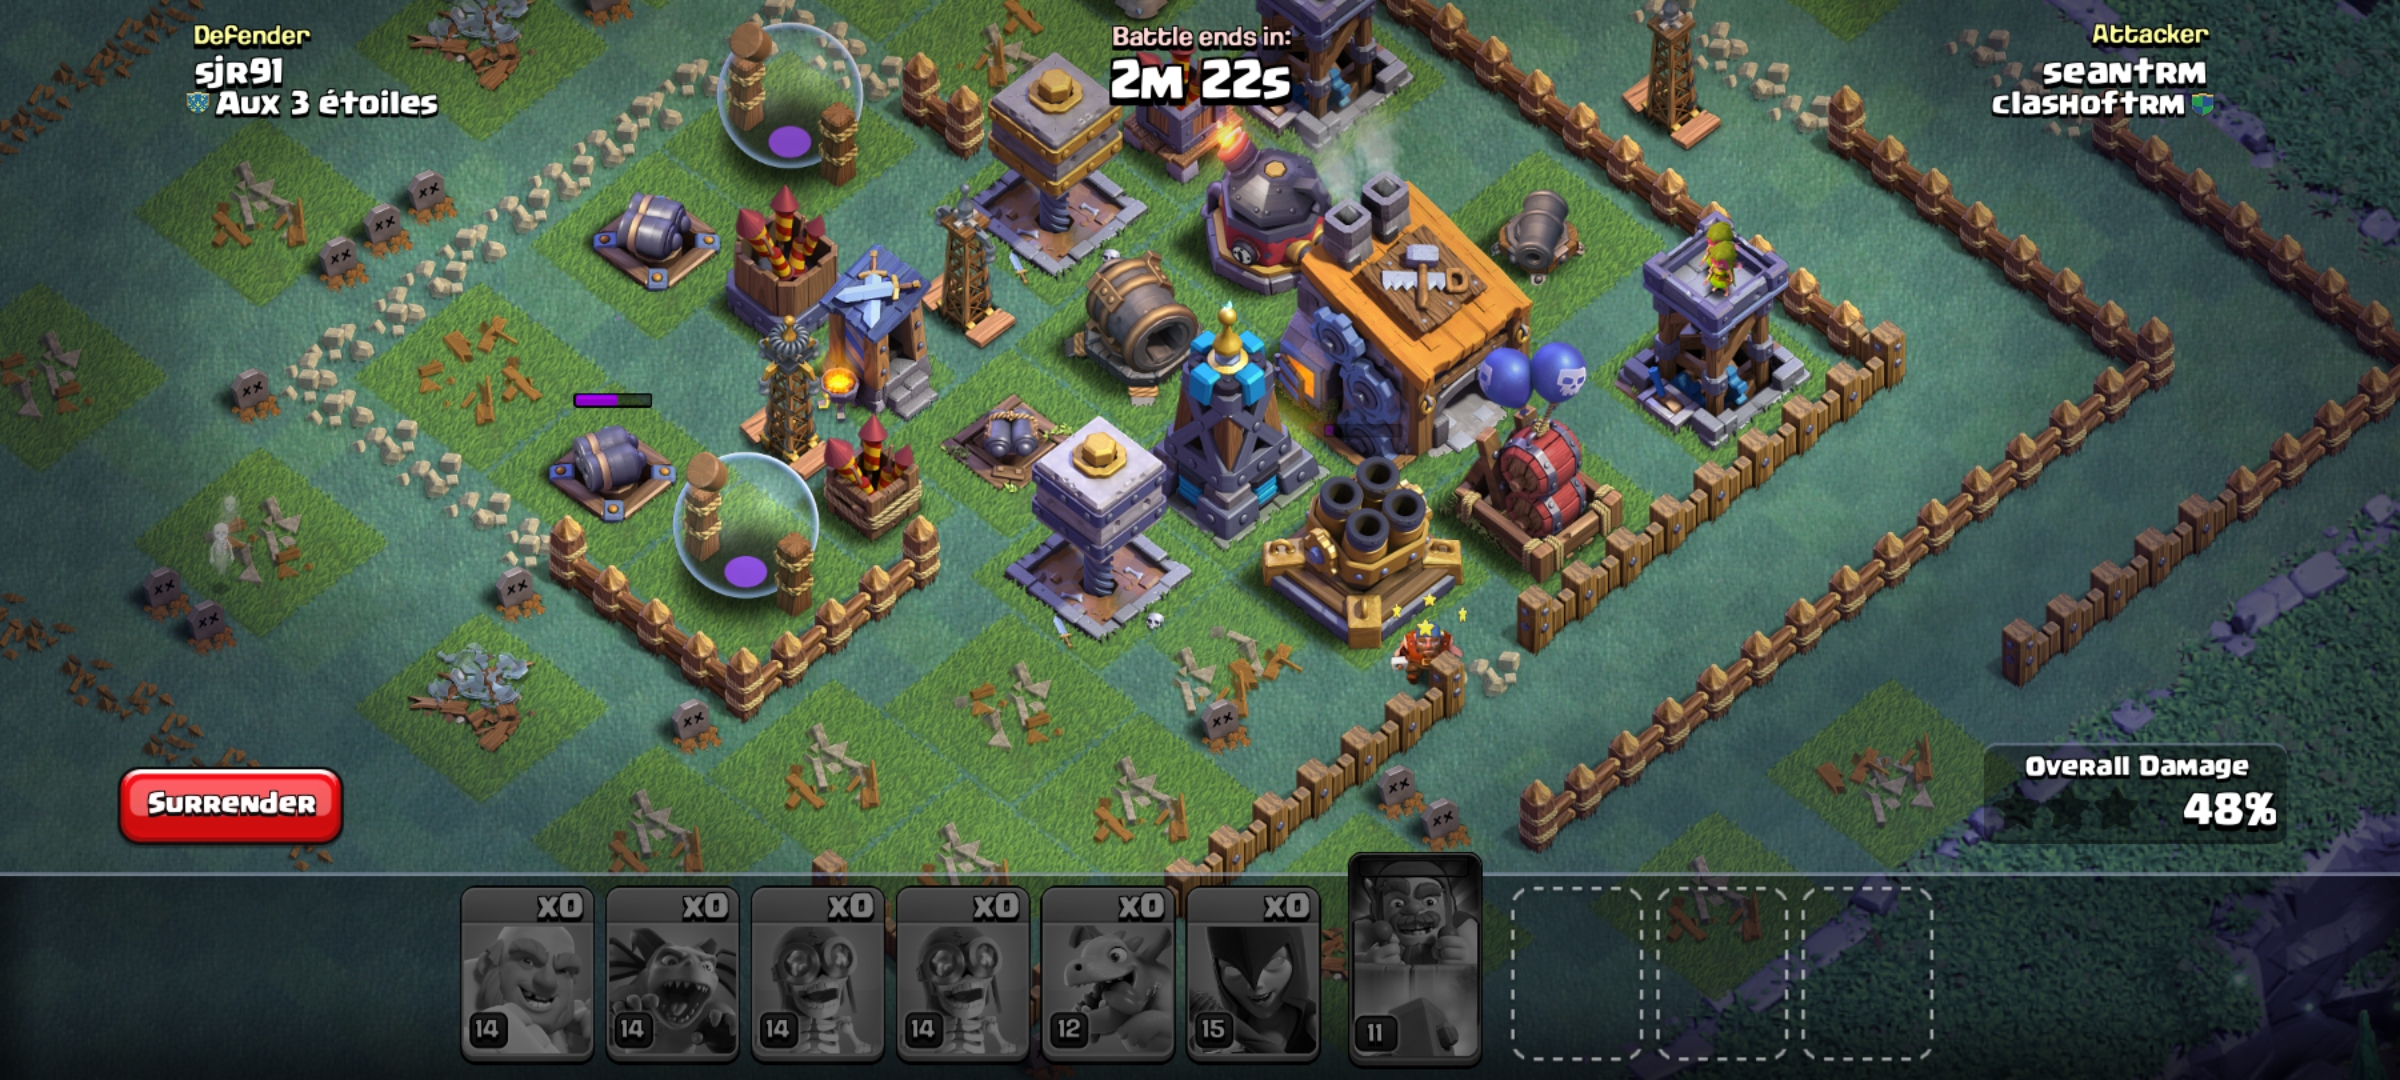 Defender
sjr91
Aux 3 étoiles
Battle ends in:
2m 22s
Attacker
seantrm
clashoftrm
Surrender
Overall Damage
48%
x0
x0
x0
x0
x0
x0
14
14
14
14
12
15
11